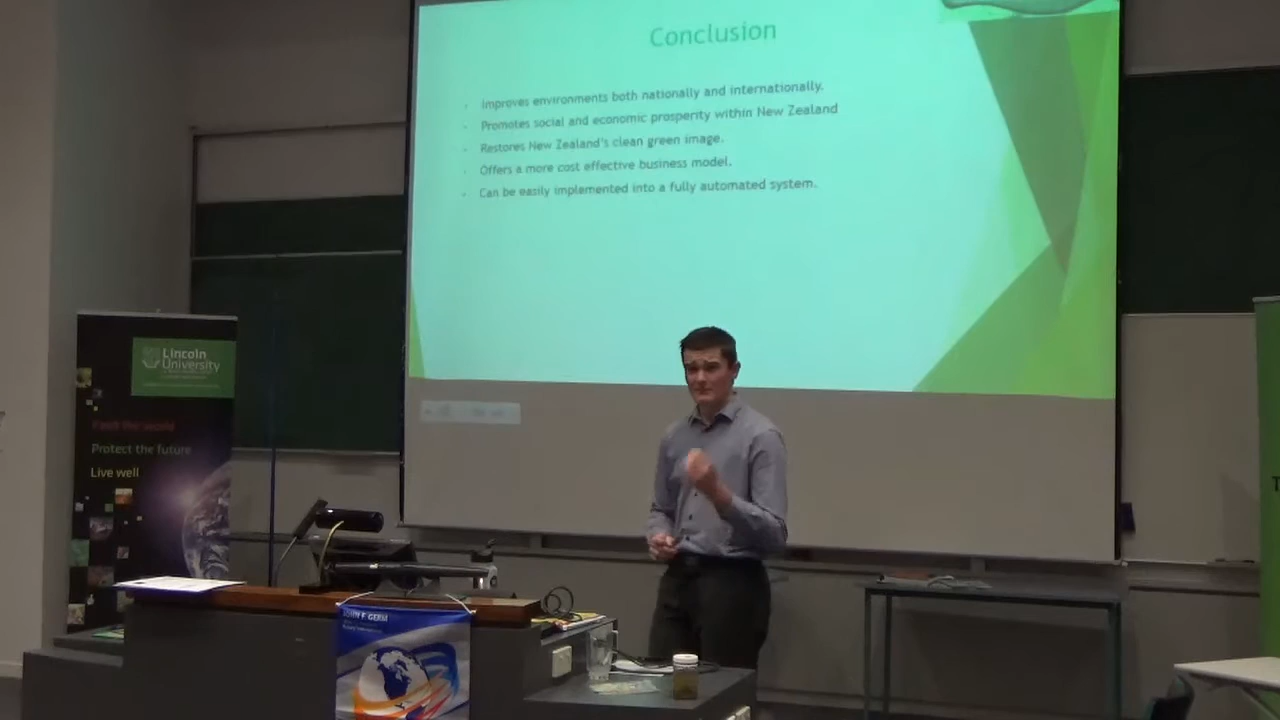 Conclusion
Improves environments both nationally and internationally.
Promotes social and economic prosperity within New Zealand
Restores New Zealand's clean green image.
Offers a more cost effective business model.
Can be easily implemented into a fully automated system.
Lincoln
University
Feed the world
Protect the future
Live well
JOHN F. GERM
T